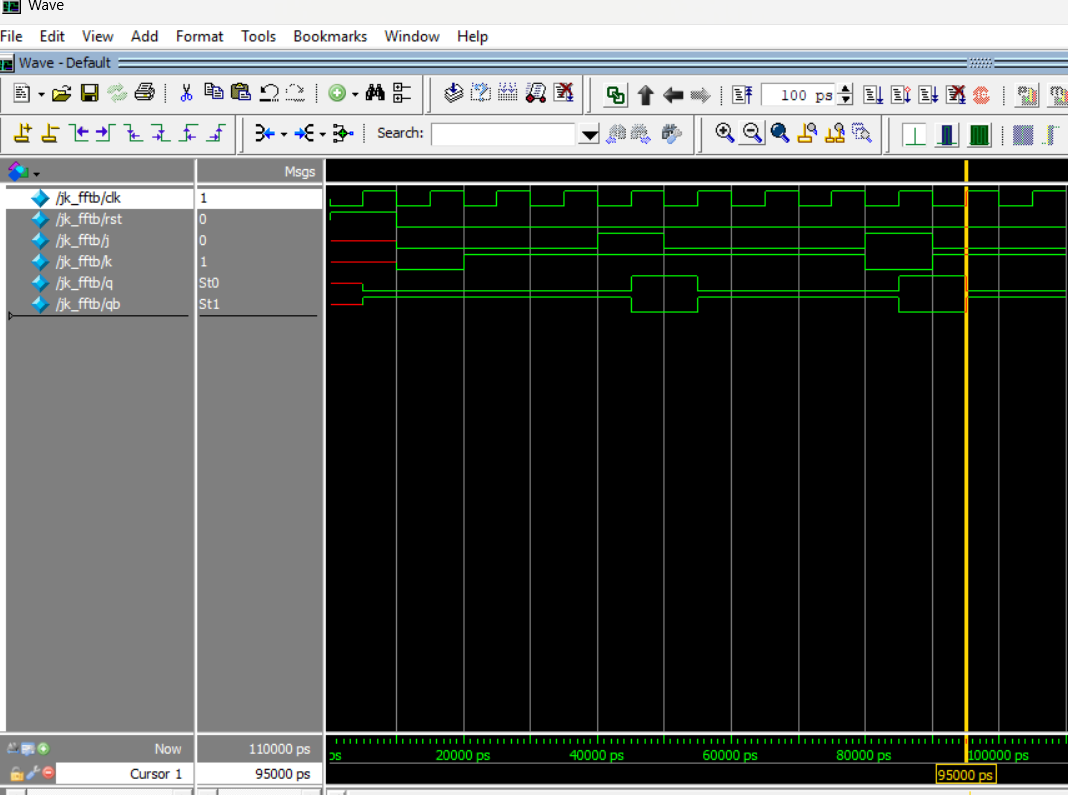 Wave
File Edit View Add Format Tools Bookmarks Window Help
Wave - Default
100 ps
Search:
Msgs
/jk_fftb/clk 1
/jk_fftb/rst 0
/jk_fftb/j 0
/jk_fftb/k 1
/jk_fftb/q St0
/jk_fftb/qb St1
Now 110000 ps
ps 20000 ps 40000 ps 60000 ps 80000 ps 100000 ps
Cursor 1 95000 ps
95000 ps